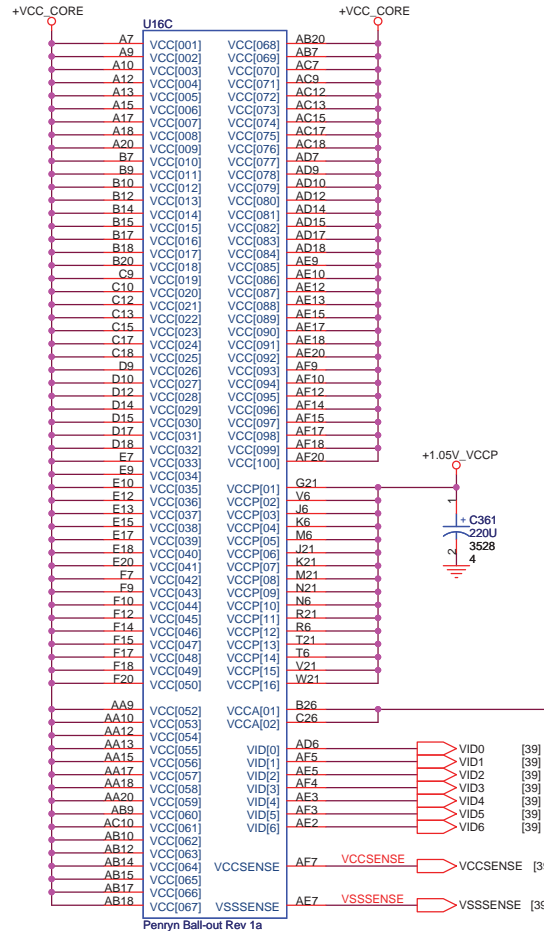 +VCC_CORE +VCC_CORE
U16C
A7 VCC[001] VCC[068] AB20
A9 VCC[002] VCC[069] AB7
A10 VCC[003] VCC[070] AC7
A12 VCC[004] VCC[071] AC9
A13 VCC[005] VCC[072] AC12
A15 VCC[006] VCC[073] AC13
A17 VCC[007] VCC[074] AC15
A18 VCC[008] VCC[075] AC17
A20 VCC[009] VCC[076] AC18
B7 VCC[010] VCC[077] AD7
B9 VCC[011] VCC[078] AD9
B10 VCC[012] VCC[079] AD10
B12 VCC[013] VCC[080] AD12
B14 VCC[014] VCC[081] AD14
B15 VCC[015] VCC[082] AD15
B17 VCC[016] VCC[083] AD17
B18 VCC[017] VCC[084] AD18
B20 VCC[018] VCC[085] AE9
C9 VCC[019] VCC[086] AE10
C10 VCC[020] VCC[087] AE12
C12 VCC[021] VCC[088] AE13
C13 VCC[022] VCC[089] AE15
C15 VCC[023] VCC[090] AE17
C17 VCC[024] VCC[091] AE18
C18 VCC[025] VCC[092] AE20
D9 VCC[026] VCC[093] AF9
D10 VCC[027] VCC[094] AF10
D12 VCC[028] VCC[095] AF12
D14 VCC[029] VCC[096] AF14
D15 VCC[030] VCC[097] AF15
D17 VCC[031] VCC[098] AF17
D18 VCC[032] VCC[099] AF18
E7 VCC[033] VCC[100] AF20
+1.05V_VCCP
E9 VCC[034]
E10 VCC[035] VCCP[01] G21
E12 VCC[036] VCCP[02] V6
E13 VCC[037] VCCP[03] J6
E15 VCC[038] VCCP[04] K6
E17 VCC[039] VCCP[05] M6
E18 VCC[040] VCCP[06] J21
E20 VCC[041] VCCP[07] K21
F7 VCC[042] VCCP[08] M21
F9 VCC[043] VCCP[09] N21
F10 VCC[044] VCCP[10] N6
F12 VCC[045] VCCP[11] R21
F14 VCC[046] VCCP[12] R6
F15 VCC[047] VCCP[13] T21
F17 VCC[048] VCCP[14] T6
F18 VCC[049] VCCP[15] V21
F20 VCC[050] VCCP[16] W21
1
+ C361
220U
2 3528
4
AA9 VCC[052] VCCA[01] B26
AA10 VCC[053] VCCA[02] C26
AA12 VCC[054]
AA13 VCC[055] VID[0] AD6 VID0 [39]
AA15 VCC[056] VID[1] AF5 VID1 [39]
AA17 VCC[057] VID[2] AE5 VID2 [39]
AA18 VCC[058] VID[3] AF4 VID3 [39]
AA20 VCC[059] VID[4] AE3 VID4 [39]
AB9 VCC[060] VID[5] AF3 VID5 [39]
AC10 VCC[061] VID[6] AE2 VID6 [39]
AB10 VCC[062]
AB12 VCC[063]
AB14 VCC[064] VCCSENSE AF7 VCCSENSE VCCSENSE [39
AB15 VCC[065]
AB17 VCC[066]
AB18 VCC[067] VSSSENSE AE7 VSSSENSE VSSSENSE [39
Penryn Ball-out Rev 1a